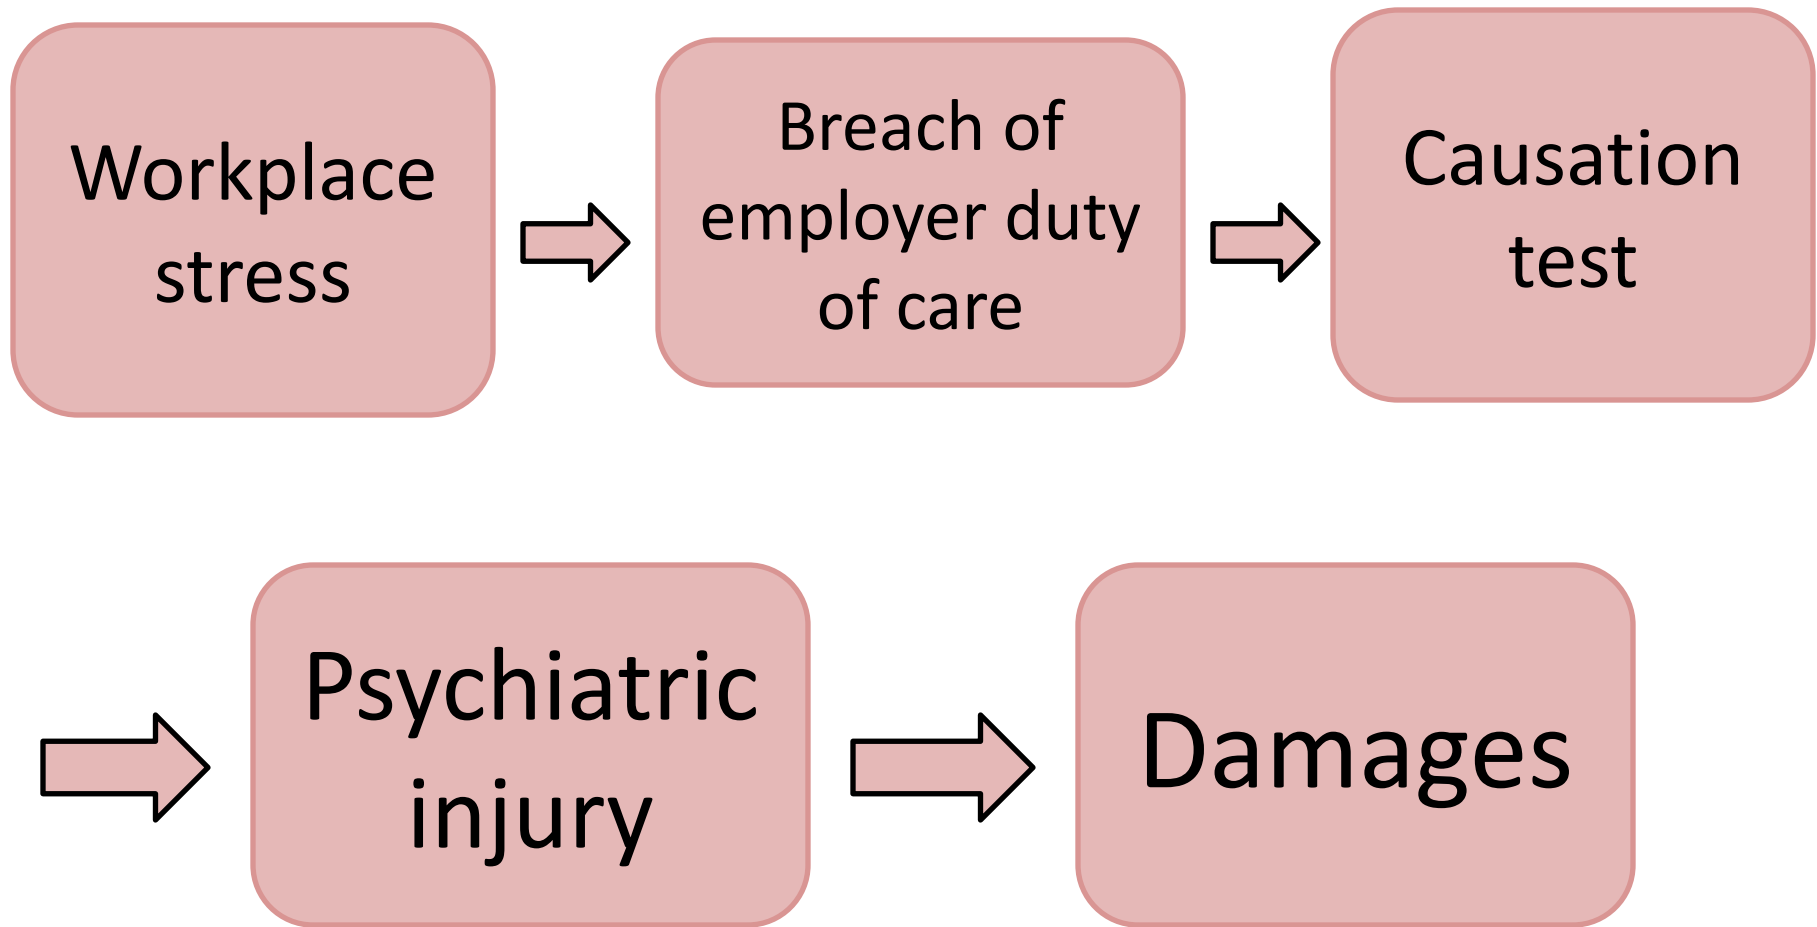 Workplace
stress
Breach of
employer duty
of care
Causation
test
Psychiatric
injury
Damages